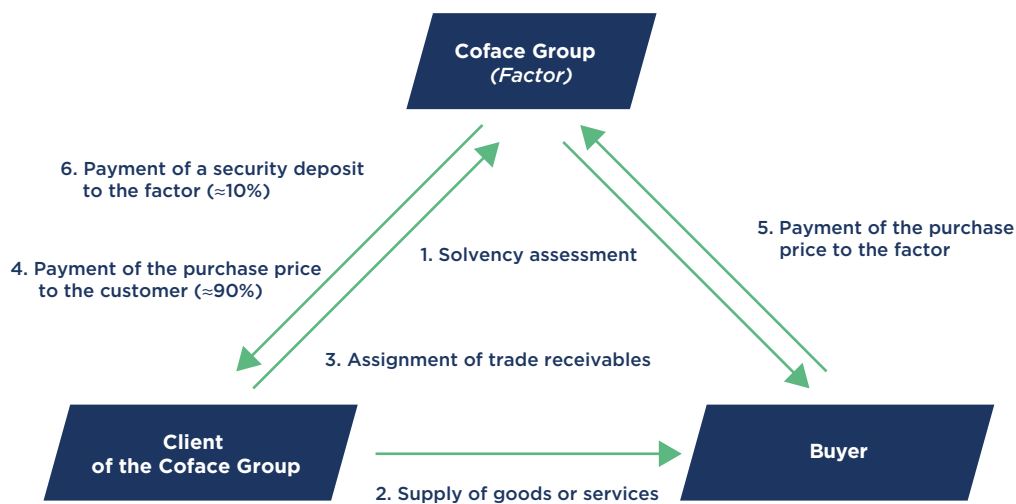 Coface Group
(Factor)
6. Payment of a security deposit
to the factor (≈10%)
5. Payment of the purchase
price to the factor
1. Solvency assessment
4. Payment of the purchase price
to the customer (≈90%)
3. Assignment of trade receivables
Client
of the Coface Group
Buyer
2. Supply of goods or services